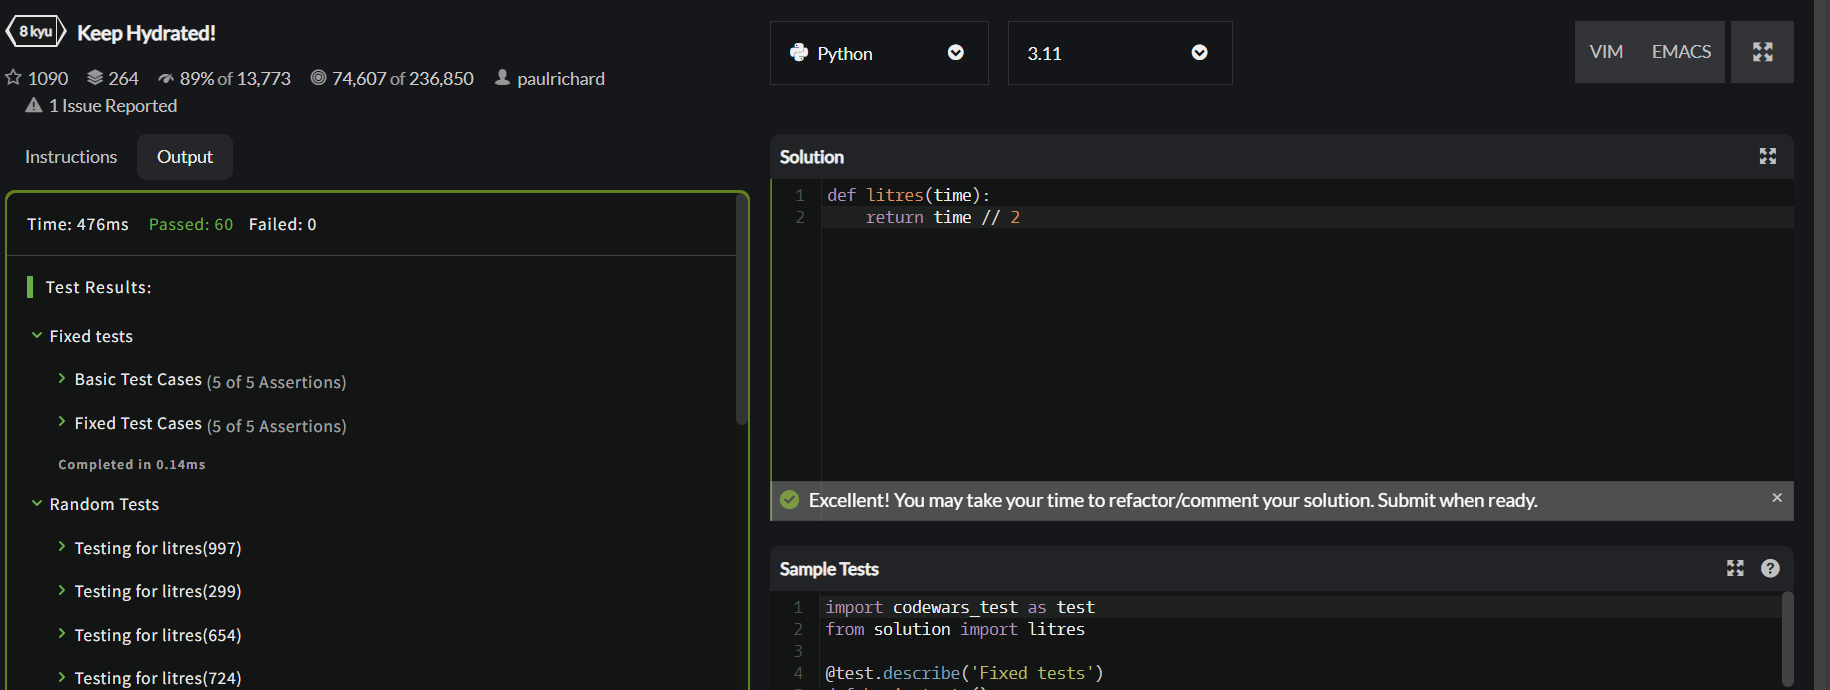 8 kyu
Keep Hydrated!
1090 264 89% of 13,773 74,607 of 236,850 paulrichard
1 Issue Reported
Instructions Output
Time: 476ms Passed: 60 Failed: 0
Test Results:
Fixed tests
Basic Test Cases (5 of 5 Assertions)
Fixed Test Cases (5 of 5 Assertions)
Completed in 0.14ms
Random Tests
Testing for litres(997)
Testing for litres(299)
Testing for litres(654)
Testing for litres(724)
Python 3.11 VIM EMACS
Solution
1 def litres(time):
2 return time // 2
Excellent! You may take your time to refactor/comment your solution. Submit when ready.
Sample Tests
1 import codewars_test as test
2 from solution import litres
3
4 @test.describe('Fixed tests')